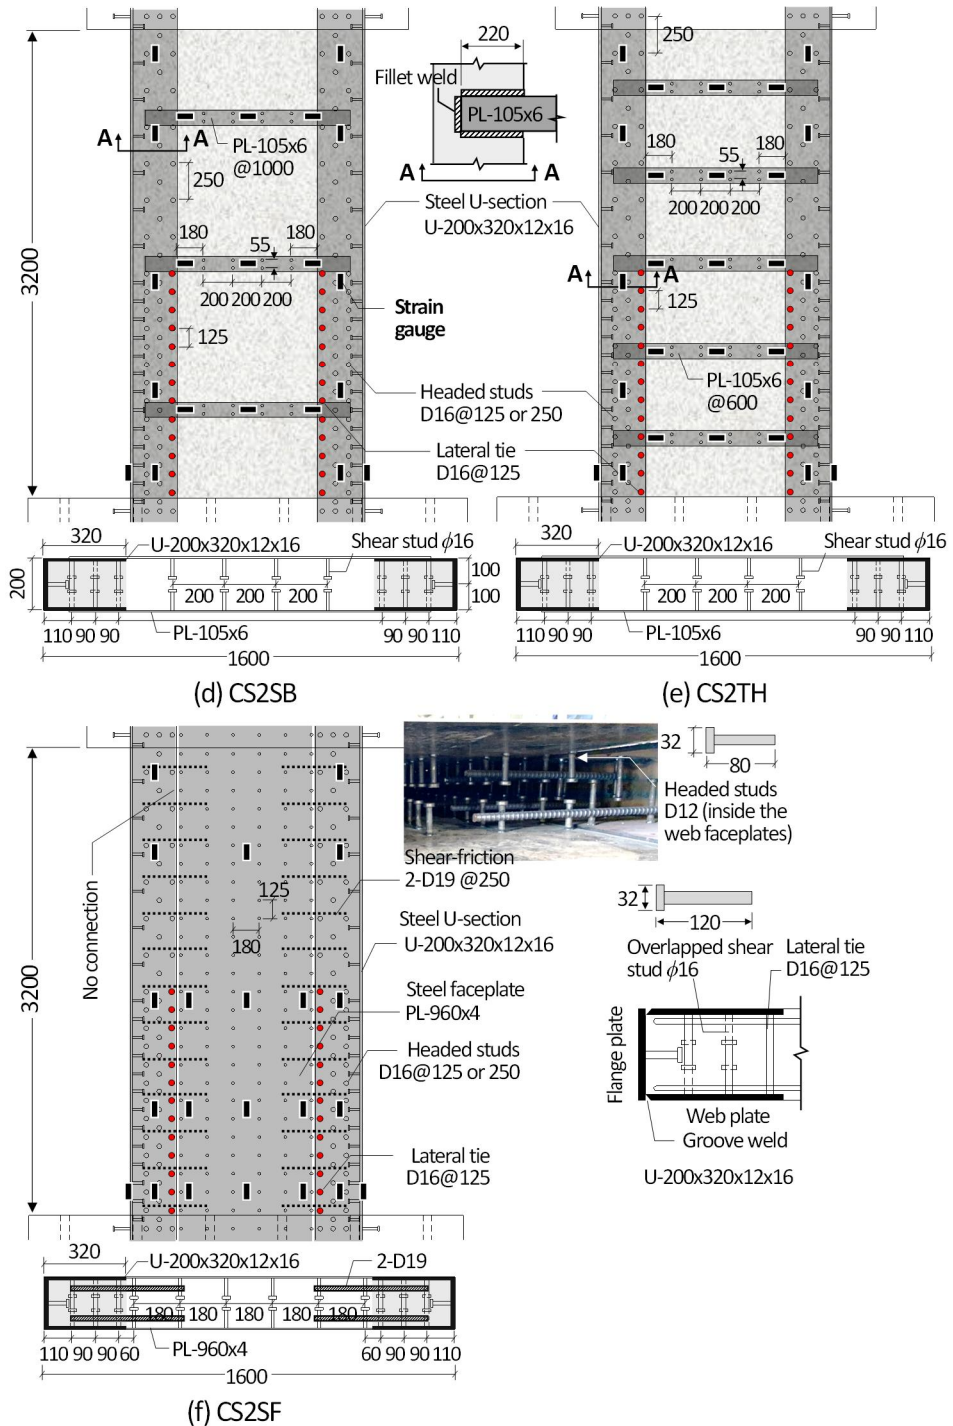 3200
A
A
PL-105x6
@1000
250
180
55
180
200
200
200
125
Strain
gauge
220
Fillet weld
PL-105x6
A
A
Steel U-section
U-200x320x12x16
Headed studs
D16@125 or 250
Lateral tie
D16@125
250
180
55
180
200
200
200
A
A
125
PL-105x6
@600
320
U-200x320x12x16
Shear stud ϕ16
200
100
100
200
200
200
110 90 90
PL-105x6
90 90 110
1600
(d) CS2SB
320
U-200x320x12x16
Shear stud ϕ16
200
200
200
110 90 90
PL-105x6
90 90 110
1600
(e) CS2TH
3200
No connection
125
180
Shear-friction
2-D19 @250
Steel U-section
U-200x320x12x16
Steel faceplate
PL-960x4
Headed studs
D16@125 or 250
Lateral tie
D16@125
32
80
Headed studs
D12 (inside the
web faceplates)
32
120
Overlapped shear
stud ϕ16
Lateral tie
D16@125
Flange plate
Web plate
Groove weld
U-200x320x12x16
320
U-200x320x12x16
2-D19
180
180
180
180
180
110 90 90 60
PL-960x4
60 90 90 110
1600
(f) CS2SF